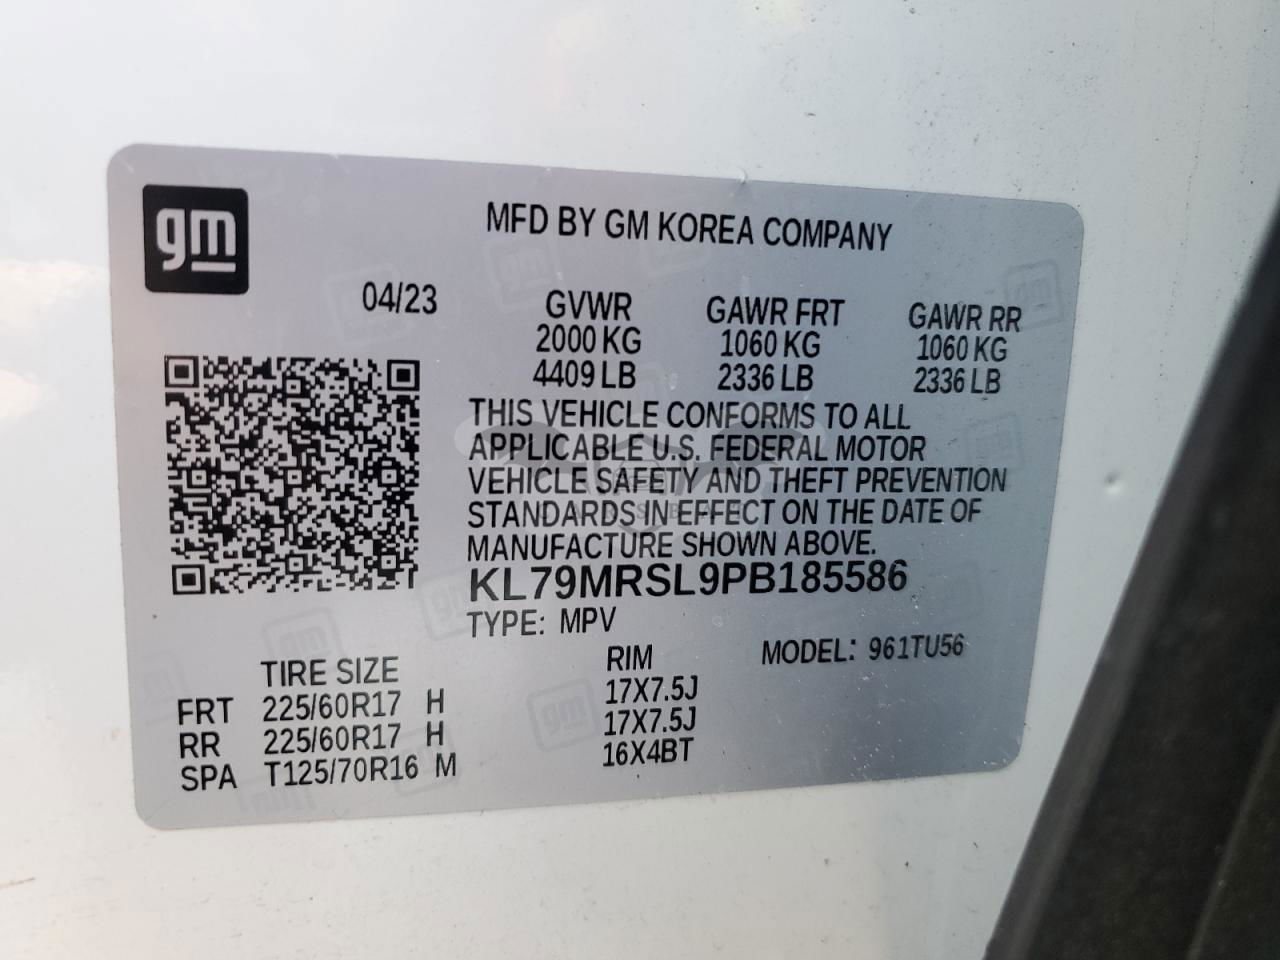 gm
MFD BY GM KOREA COMPANY
04/23 GVWR GAWR FRT GAWR RR
2000 KG 1060 KG 1060 KG
4409 LB 2336 LB 2336 LB
THIS VEHICLE CONFORMS TO ALL
APPLICABLE U.S. FEDERAL MOTOR
VEHICLE SAFETY AND THEFT PREVENTION
STANDARDS IN EFFECT ON THE DATE OF
MANUFACTURE SHOWN ABOVE.
KL79MRSL9PB185586
TYPE: MPV
TIRE SIZE RIM MODEL: 961TU56
FRT 225/60R17 H 17X7.5J
RR 225/60R17 H 17X7.5J
SPA T125/70R16 M 16X4BT